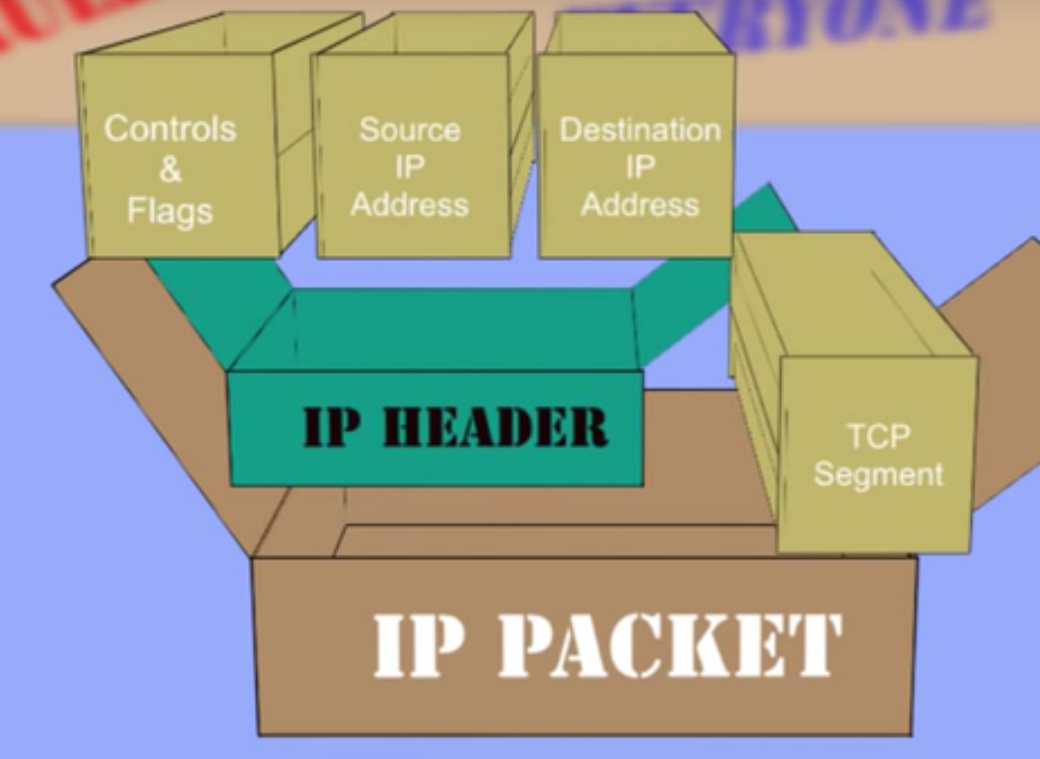 Controls
&
Flags
Source
IP
Address
Destination
IP
Address
IP HEADER
TCP
Segment
IP PACKET